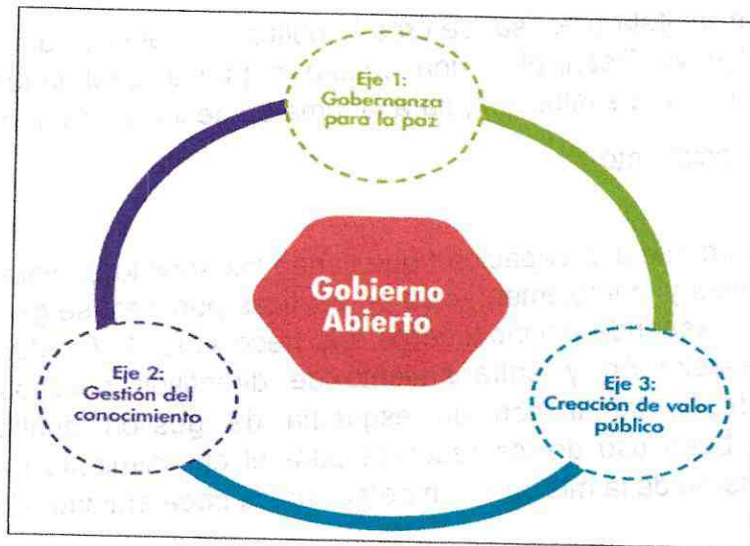 Eje 1:
Gobernanza
para la paz
Gobierno
Abierto
Eje 2:
Gestión del
conocimiento
Eje 3:
Creación de valor
público